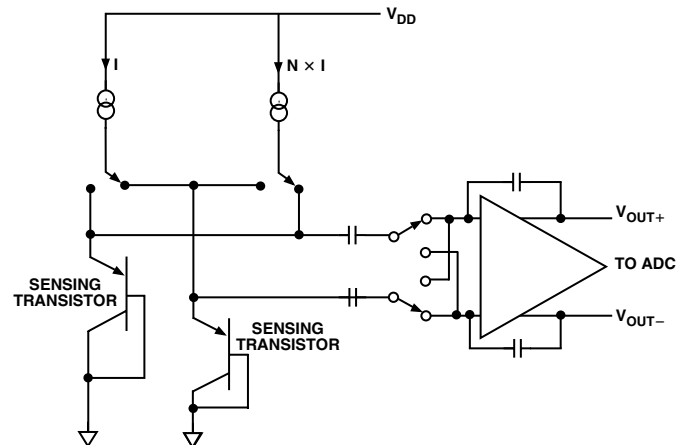 V_DD
I
N × I
V_OUT+
TO ADC
SENSING
TRANSISTOR
V_OUT–
SENSING
TRANSISTOR